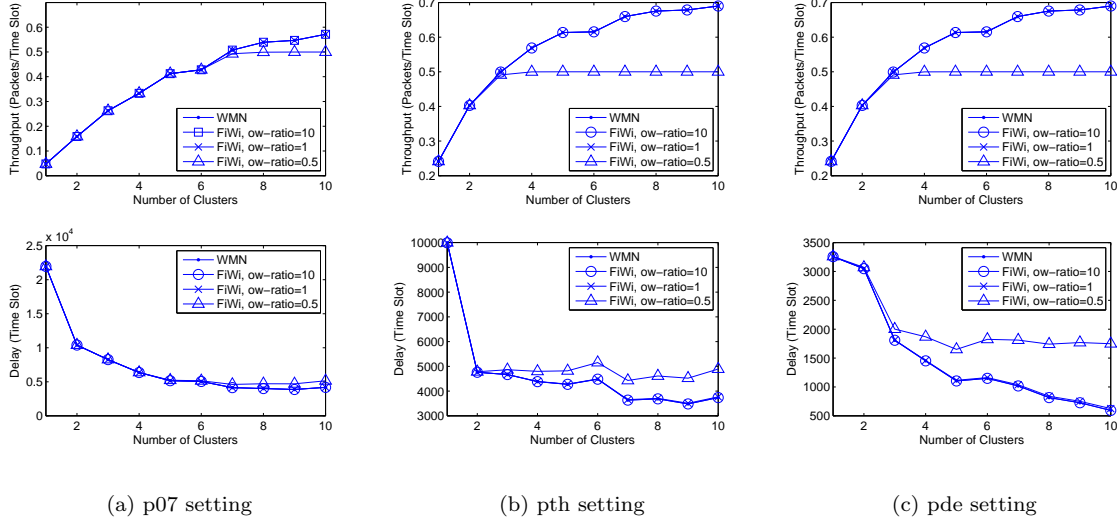 0.6
0.5
0.4
0.3
0.2
0.1
0
2 4 6 8 10
Throughput (Packets/Time Slot)
Number of Clusters
WMN
FiWi, ow−ratio=10
FiWi, ow−ratio=1
FiWi, ow−ratio=0.5
0.7
0.6
0.5
0.4
0.3
0.2
2 4 6 8 10
Throughput (Packets/Time Slot)
Number of Clusters
WMN
FiWi, ow−ratio=10
FiWi, ow−ratio=1
FiWi, ow−ratio=0.5
0.7
0.6
0.5
0.4
0.3
0.2
2 4 6 8 10
Throughput (Packets/Time Slot)
Number of Clusters
WMN
FiWi, ow−ratio=10
FiWi, ow−ratio=1
FiWi, ow−ratio=0.5
x 10^4
2.5
2
1.5
1
0.5
0
2 4 6 8 10
Delay (Time Slot)
Number of Clusters
WMN
FiWi, ow−ratio=10
FiWi, ow−ratio=1
FiWi, ow−ratio=0.5
10000
9000
8000
7000
6000
5000
4000
3000
2 4 6 8 10
Delay (Time Slot)
Number of Clusters
WMN
FiWi, ow−ratio=10
FiWi, ow−ratio=1
FiWi, ow−ratio=0.5
3500
3000
2500
2000
1500
1000
500
2 4 6 8 10
Delay (Time Slot)
Number of Clusters
WMN
FiWi, ow−ratio=10
FiWi, ow−ratio=1
FiWi, ow−ratio=0.5
(a) p07 setting
(b) pth setting
(c) pde setting